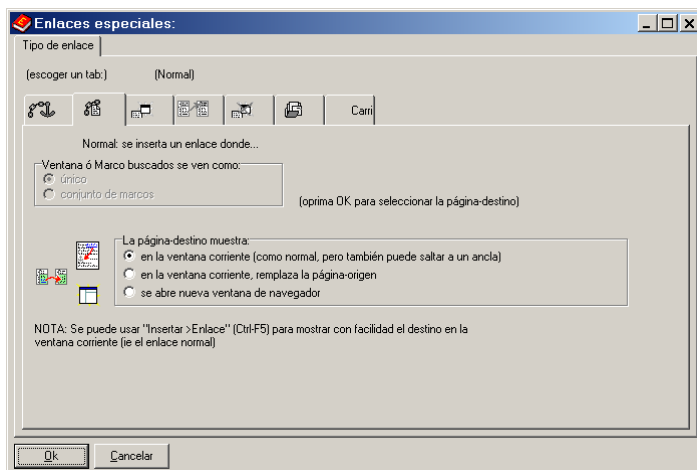 Enlaces especiales:
Tipo de enlace
(escoger un tab:) (Normal)
Carri
Normal: se inserta un enlace donde...
Ventana ó Marco buscados se ven como:
único
conjunto de marcos
(oprima OK para seleccionar la página-destino)
La página-destino muestra:
en la ventana corriente (como normal, pero también puede saltar a un ancla)
en la ventana corriente, remplaza la página-origen
se abre nueva ventana de navegador
NOTA: Se puede usar "Insertar >Enlace" (Ctrl-F5) para mostrar con facilidad el destino en la
ventana corriente (ie el enlace normal)
Ok Cancelar